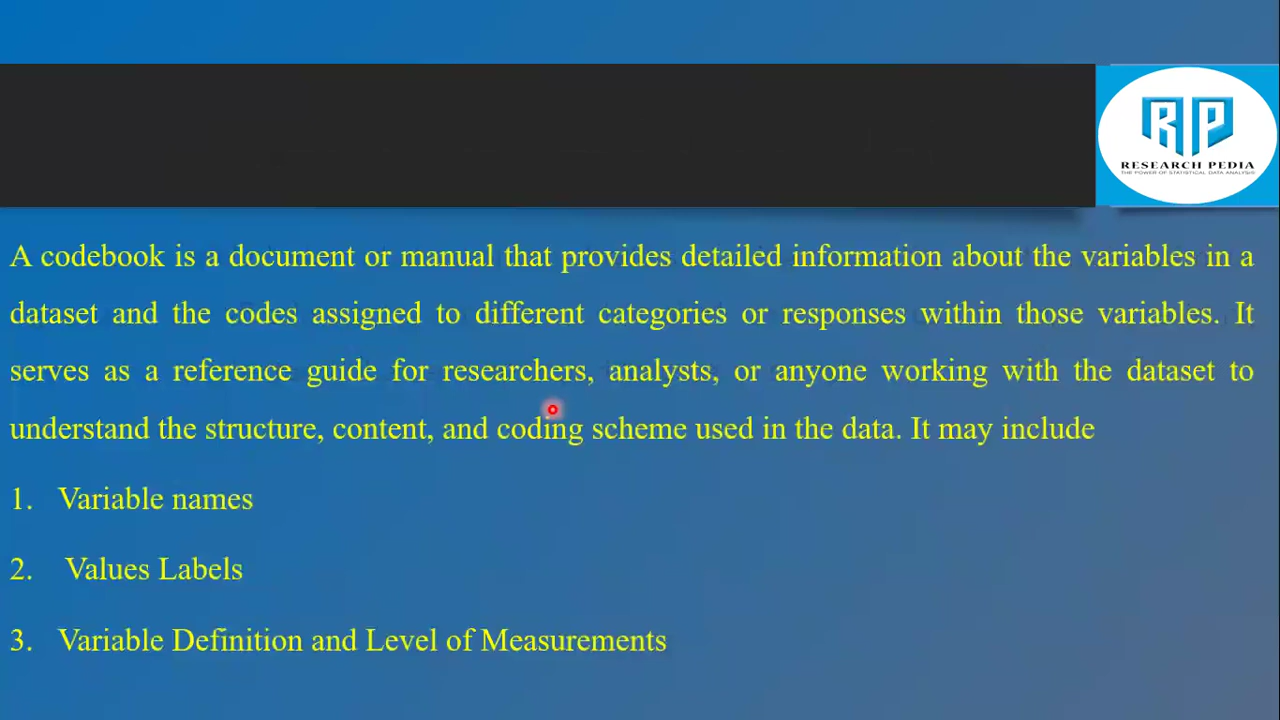 RP
RESEARCH PEDIA
THE POWER OF STATISTICAL DATA ANALYSIS
A codebook is a document or manual that provides detailed information about the variables in a
dataset and the codes assigned to different categories or responses within those variables. It
serves as a reference guide for researchers, analysts, or anyone working with the dataset to
understand the structure, content, and coding scheme used in the data. It may include
1. Variable names
2. Values Labels
3. Variable Definition and Level of Measurements